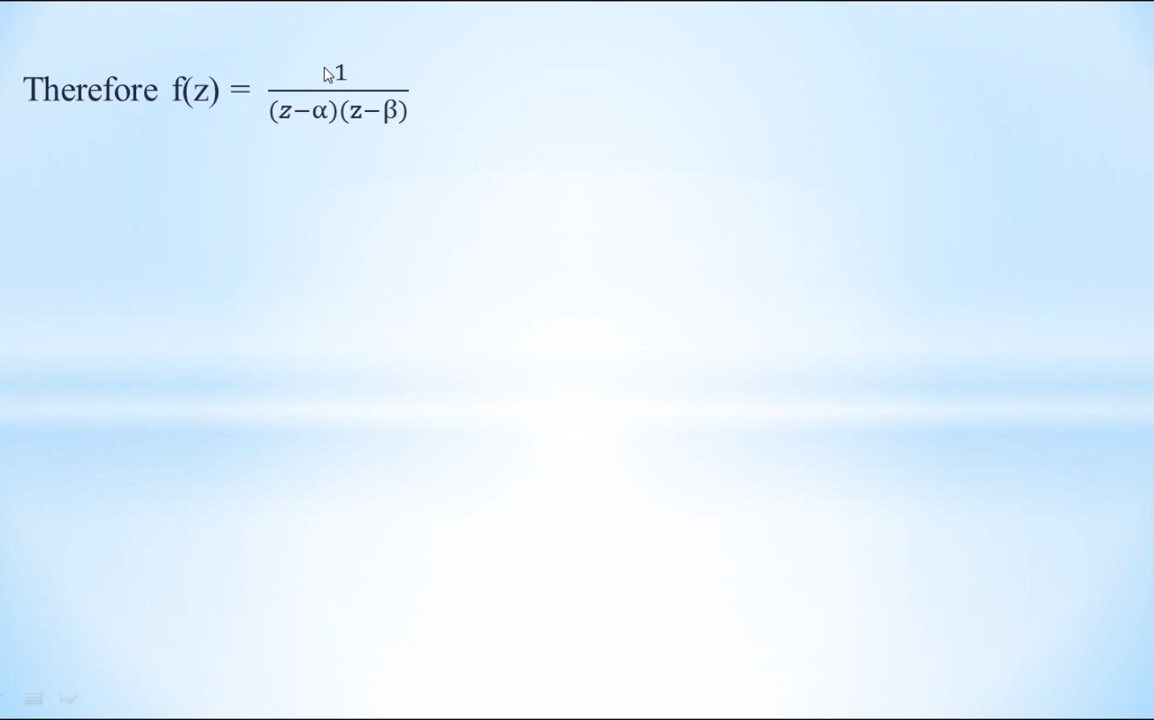 Therefore f(z) = 1/((z−α)(z−β))